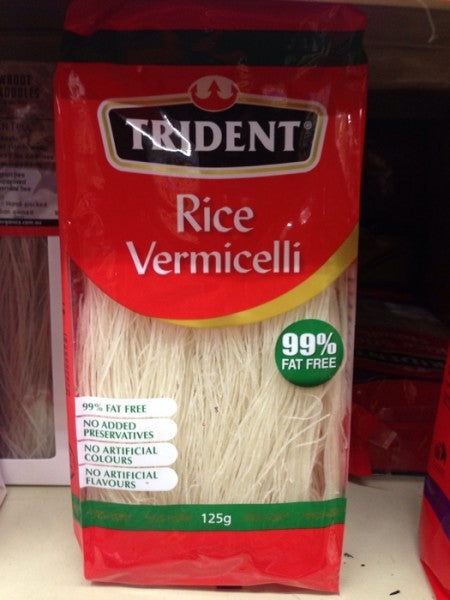 TRIDENT®
Rice
Vermicelli
99%
FAT FREE
99% FAT FREE
NO ADDED
PRESERVATIVES
NO ARTIFICIAL
COLOURS
NO ARTIFICIAL
FLAVOURS
125g
NOODLES